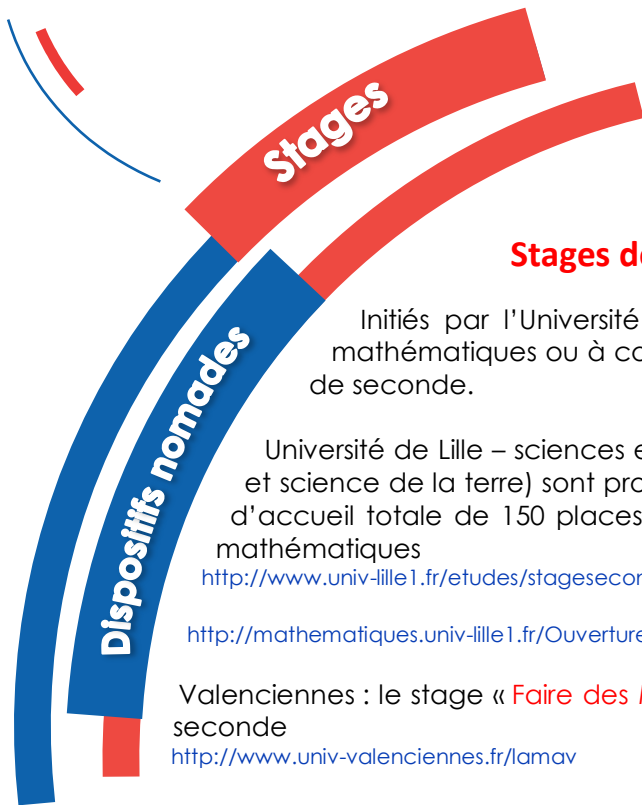 Stages
Stages de
Initiés par l’Université
mathématiques ou à
de seconde.
Université de Lille – sciences
et science de la terre) sont
d’accueil totale de 150 places
mathématiques
http://www.univ-lille1.fr/etudes/stagesecon
http://mathematiques.univ-lille1.fr/Ouverture
Dispositifs nomades
Valenciennes : le stage « Faire des
seconde
http://www.univ-valenciennes.fr/lamav